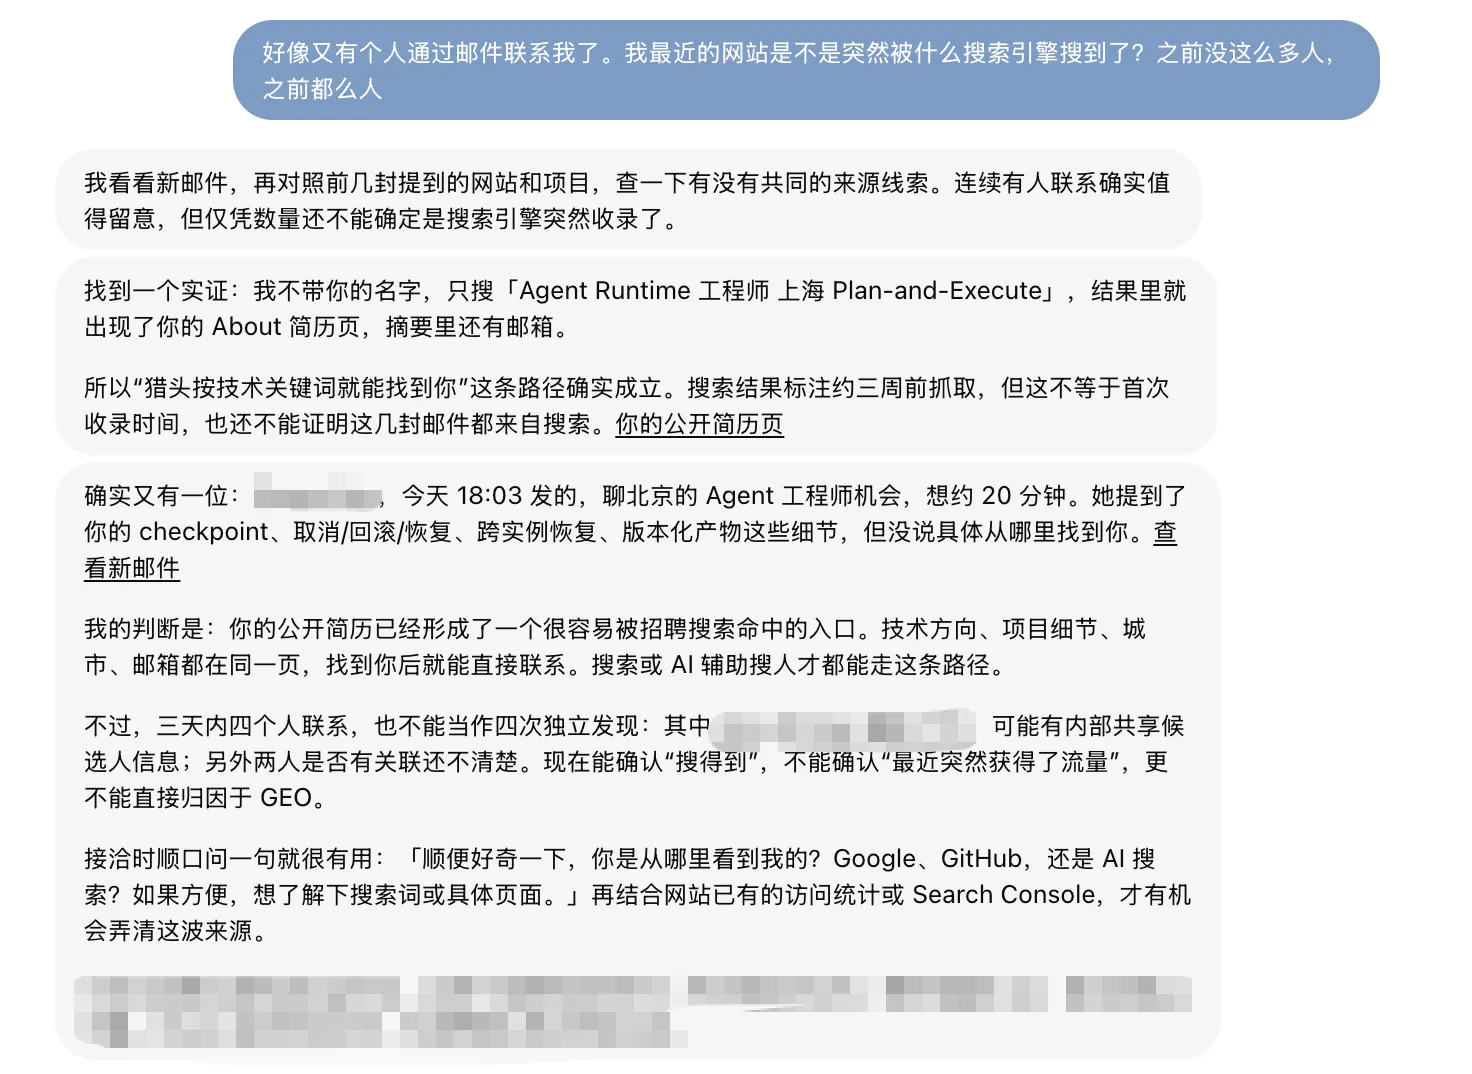 好像又有个人通过邮件联系我了。我最近的网站是不是突然被什么搜索引擎搜到了？之前没这么多人，
之前都么人
我看看新邮件，再对照前几封提到的网站和项目，查一下有没有共同的来源线索。连续有人联系确实值
得留意，但仅凭数量还不能确定是搜索引擎突然收录了。
找到一个实证：我不带你的名字，只搜「Agent Runtime 工程师 上海 Plan-and-Execute」，结果里就
出现了你的 About 简历页，摘要里还有邮箱。
所以“猎头按技术关键词就能找到你”这条路径确实成立。搜索结果标注约三周前抓取，但这不等于首次
收录时间，也还不能证明这几封邮件都来自搜索。你的公开简历页
确实又有一位：，今天 18:03 发的，聊北京的 Agent 工程师机会，想约 20 分钟。她提到了
你的 checkpoint、取消/回滚/恢复、跨实例恢复、版本化产物这些细节，但没说具体从哪里找到你。查
看新邮件
我的判断是：你的公开简历已经形成了一个很容易被招聘搜索命中的入口。技术方向、项目细节、城
市、邮箱都在同一页，找到你后就能直接联系。搜索或 AI 辅助搜人才都能走这条路径。
不过，三天内四个人联系，也不能当作四次独立发现：其中 可能有内部共享候
选人信息；另外两人是否有关联还不清楚。现在能确认“搜得到”，不能确认“最近突然获得了流量”，更
不能直接归因于 GEO。
接洽时顺口问一句就很有用：「顺便好奇一下，你是从哪里看到我的？Google、GitHub，还是 AI 搜
索？如果方便，想了解下搜索词或具体页面。」再结合网站已有的访问统计或 Search Console，才有机
会弄清这波来源。